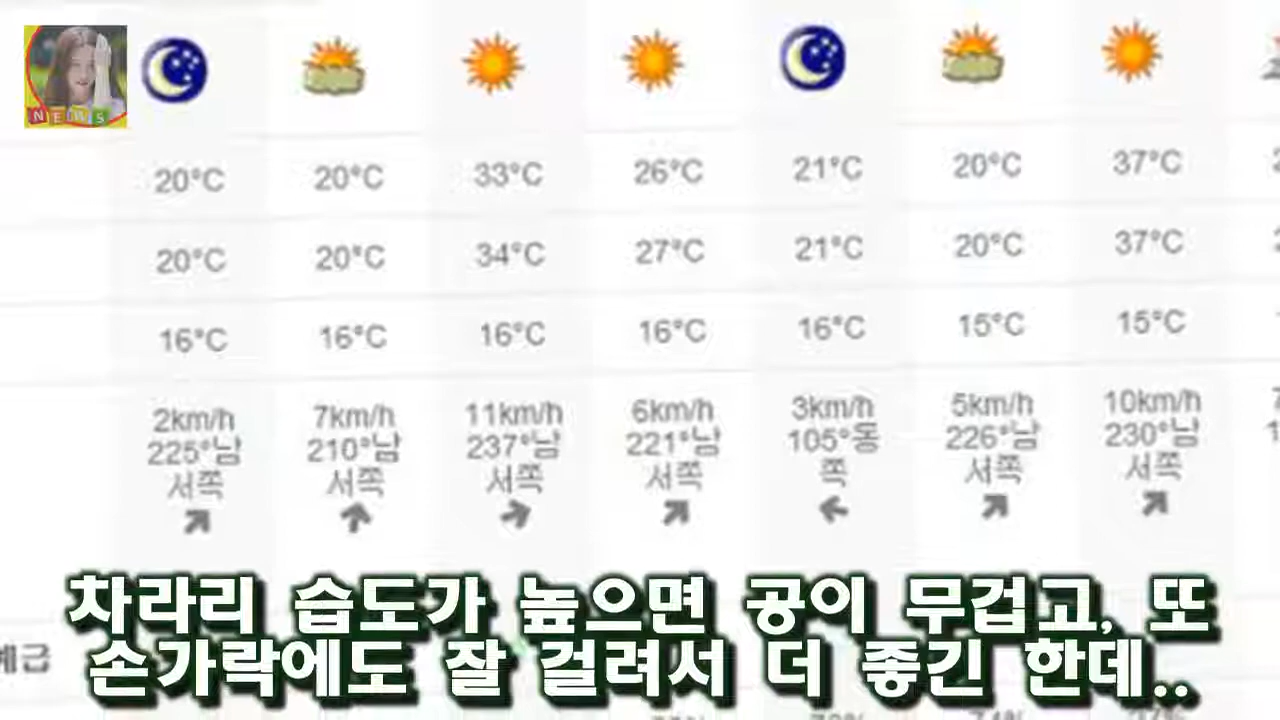 NEWS
20°C 20°C 33°C 26°C 21°C 20°C 37°C
20°C 20°C 34°C 27°C 21°C 20°C 37°C
16°C 16°C 16°C 16°C 16°C 15°C 15°C
2km/h 7km/h 11km/h 6km/h 3km/h 5km/h 10km/h
225°남 210°남 237°남 221°남 105°동 226°남 230°남
서쪽 서쪽 서쪽 서쪽 쪽 서쪽 서쪽
차라리 습도가 높으면 공이 무겁고, 또
손가락에도 잘 걸려서 더 좋긴 한데..